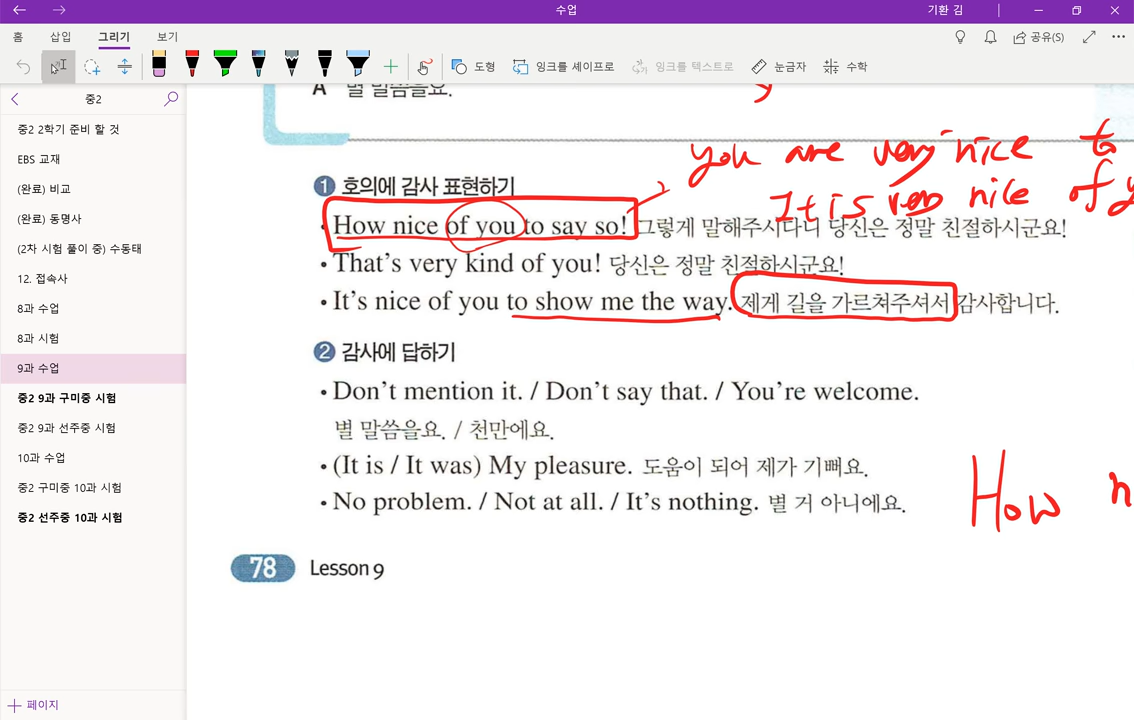 수업
기환 김
홈 삽입 그리기 보기
공유(S)
도형 잉크를 셰이프로 잉크를 텍스트로 눈금자 수학
중2
중2 2학기 준비 할 것
EBS 교재
(완료) 비교
(완료) 동명사
(2차 시험 풀이 중) 수동태
12. 접속사
8과 수업
8과 시험
9과 수업
중2 9과 구미중 시험
중2 9과 선주중 시험
10과 수업
중2 구미중 10과 시험
중2 선주중 10과 시험
페이지
A 별 말씀을요.
you are very nice to
It is very nice of y
1 호의에 감사 표현하기
• How nice of you to say so! 그렇게 말해주시다니 당신은 정말 친절하시군요!
• That's very kind of you! 당신은 정말 친절하시군요!
• It's nice of you to show me the way. 제게 길을 가르쳐주셔서 감사합니다.
2 감사에 답하기
• Don't mention it. / Don't say that. / You're welcome.
별 말씀을요. / 천만에요.
• (It is / It was) My pleasure. 도움이 되어 제가 기뻐요.
• No problem. / Not at all. / It's nothing. 별 거 아니에요.
How n
78 Lesson 9